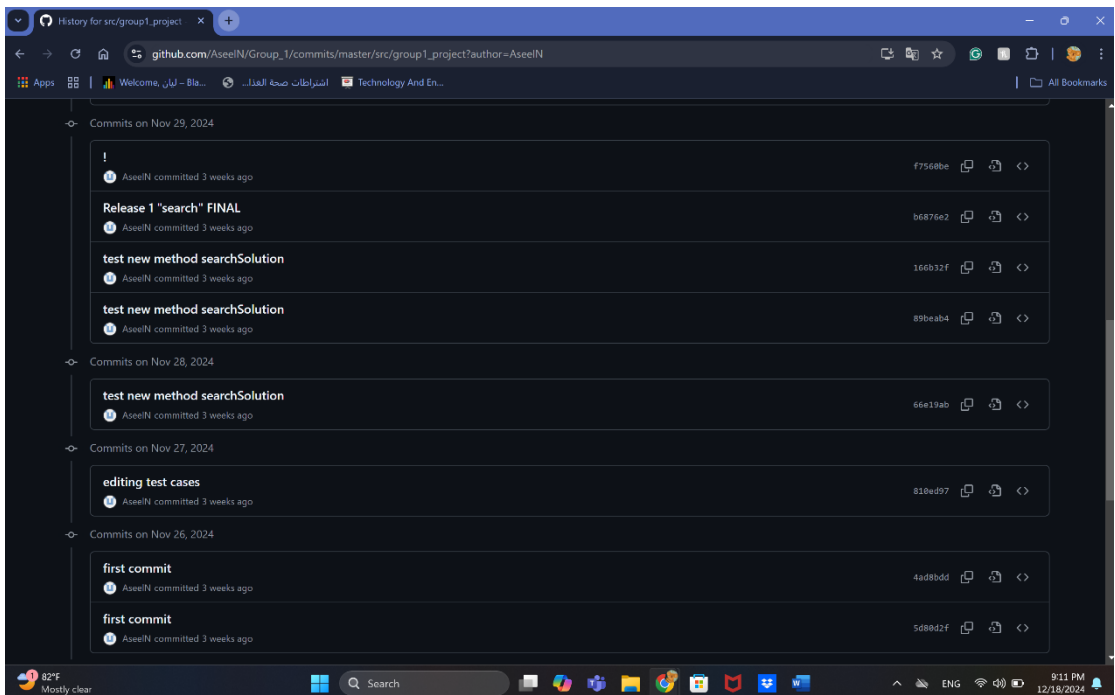 History for src/group1_project
github.com/AseelN/Group_1/commits/master/src/group1_project?author=AseelN
Apps
Welcome, ليان – Bla...
اشتراطات صحة الغذا...
Technology And En...
All Bookmarks
Commits on Nov 29, 2024
!
AseelN committed 3 weeks ago
f7560be
Release 1 "search" FINAL
AseelN committed 3 weeks ago
b6876e2
test new method searchSolution
AseelN committed 3 weeks ago
166b32f
test new method searchSolution
AseelN committed 3 weeks ago
89beab4
Commits on Nov 28, 2024
test new method searchSolution
AseelN committed 3 weeks ago
66e19ab
Commits on Nov 27, 2024
editing test cases
AseelN committed 3 weeks ago
810ed97
Commits on Nov 26, 2024
first commit
AseelN committed 3 weeks ago
4ad8bdd
first commit
AseelN committed 3 weeks ago
5d80d2f
1
82°F
Mostly clear
Search
ENG
9:11 PM
12/18/2024